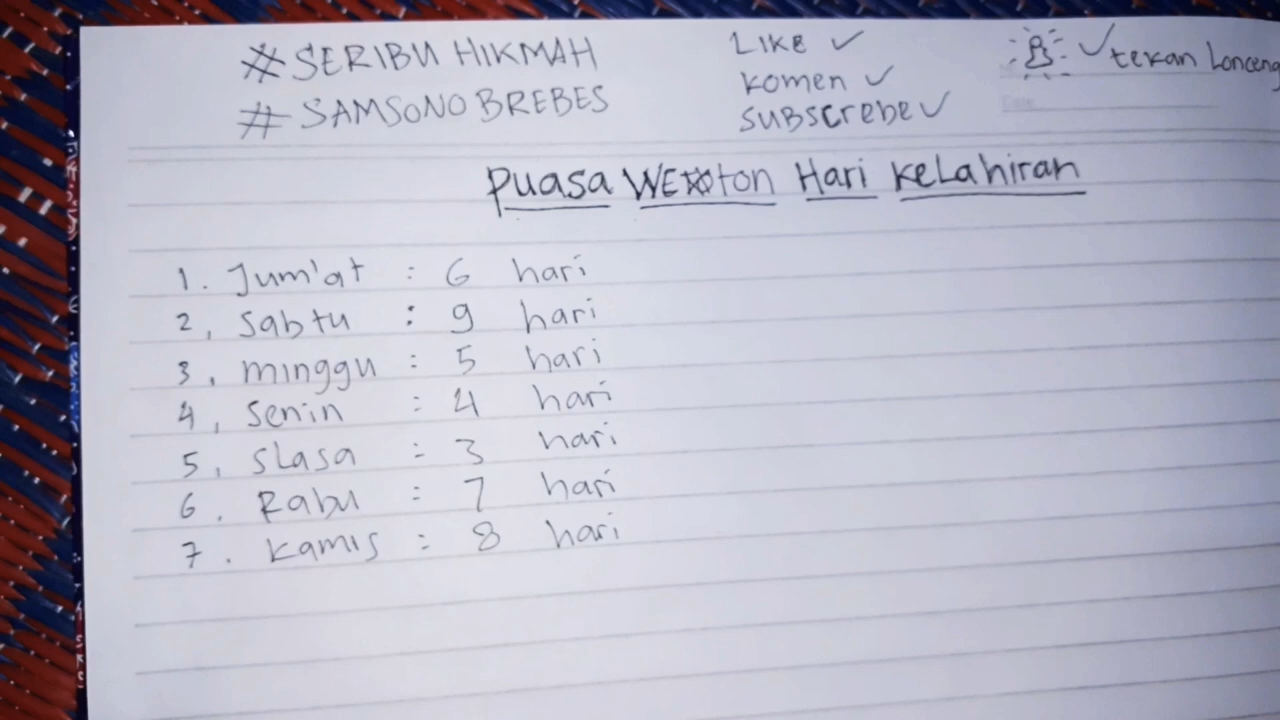 #SERIBU HIKMAH
# SAMSONO BREBES
LIKE ✓
komen ✓
subscrebe ✓
✓ tekan Lonceng
Puasa Weton Hari Kelahiran
1. Jum'at : 6 hari
2, Sabtu : 9 hari
3, minggu : 5 hari
4, Senin : 4 hari
5, slasa : 3 hari
6. Rabu : 7 hari
7. Kamis : 8 hari